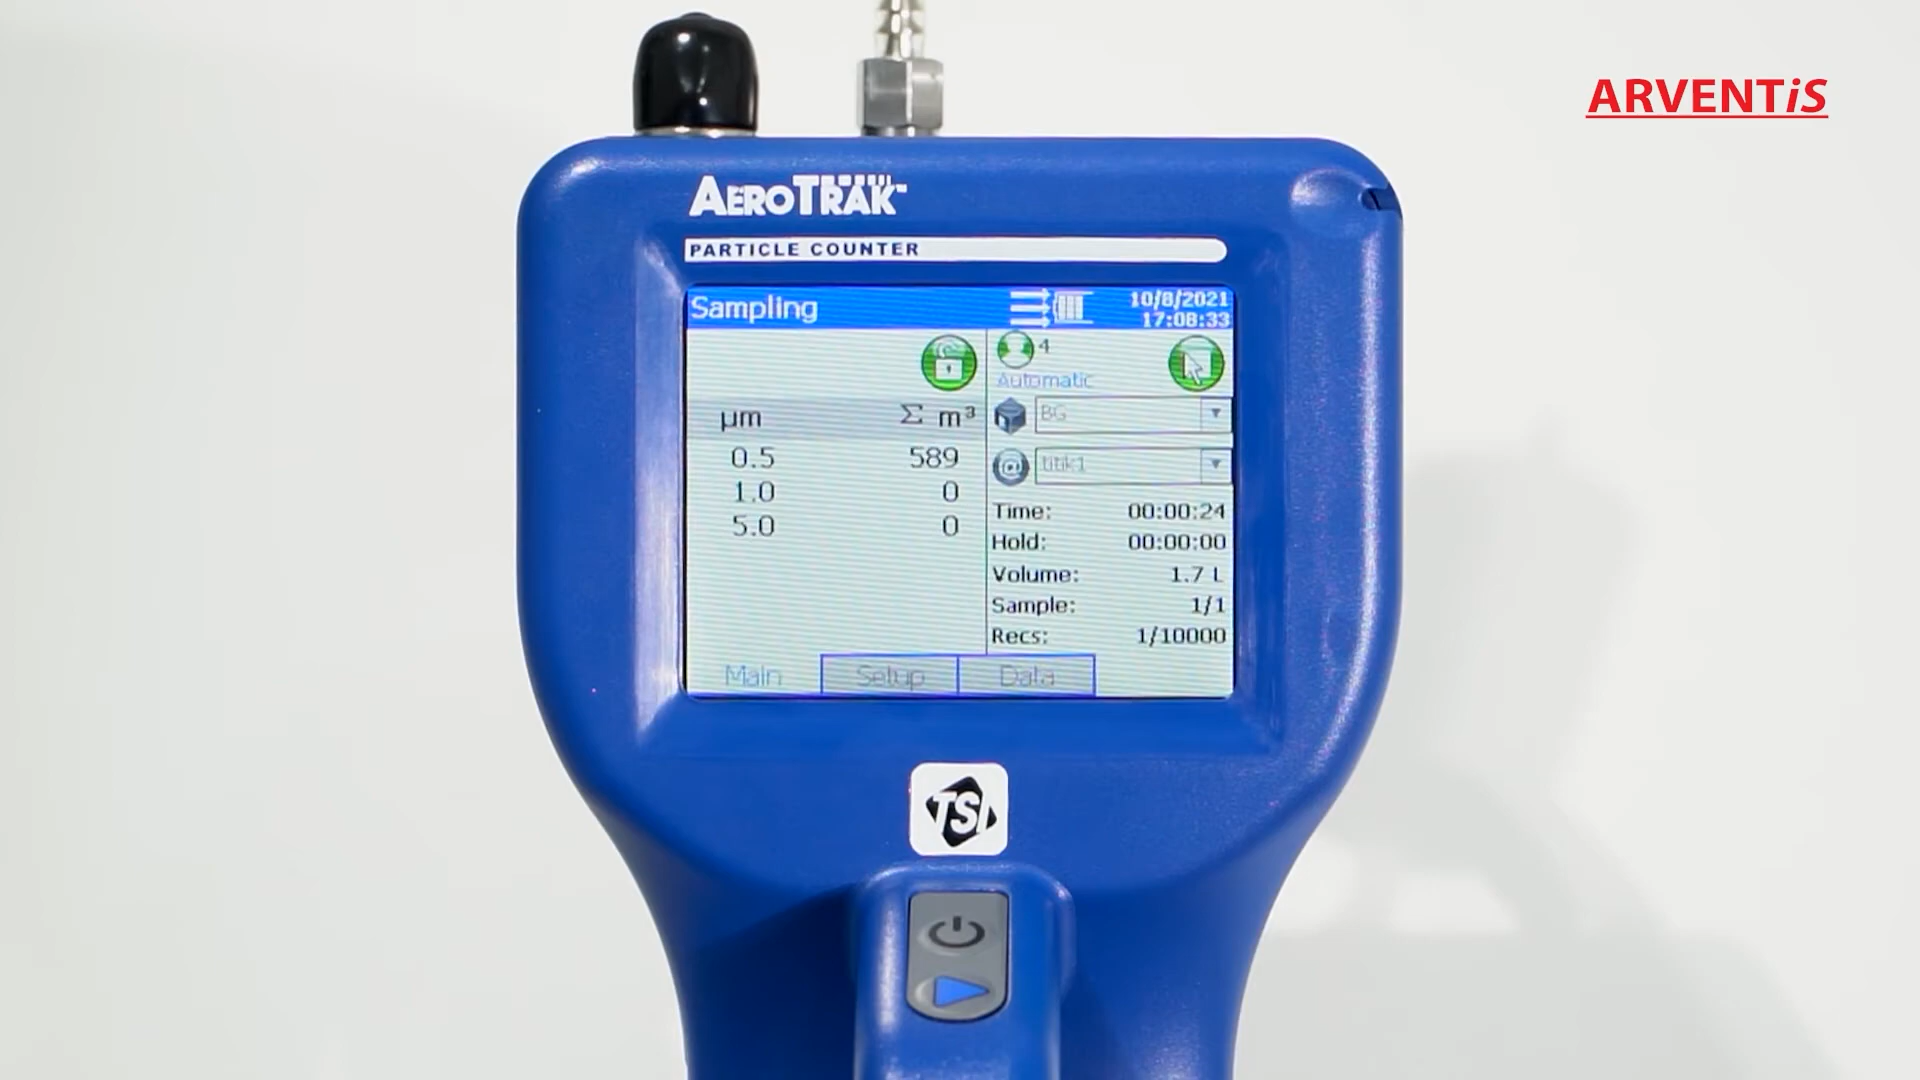 ARVENTiS
AEROTRAK™
PARTICLE COUNTER
Sampling
10/8/2021
17:08:33
4
Automatic
µm Σ m³
BG
0.5 589
titik1
1.0 0
5.0 0
Time: 00:00:24
Hold: 00:00:00
Volume: 1.7 L
Sample: 1/1
Recs: 1/10000
Main Setup Data
TSI